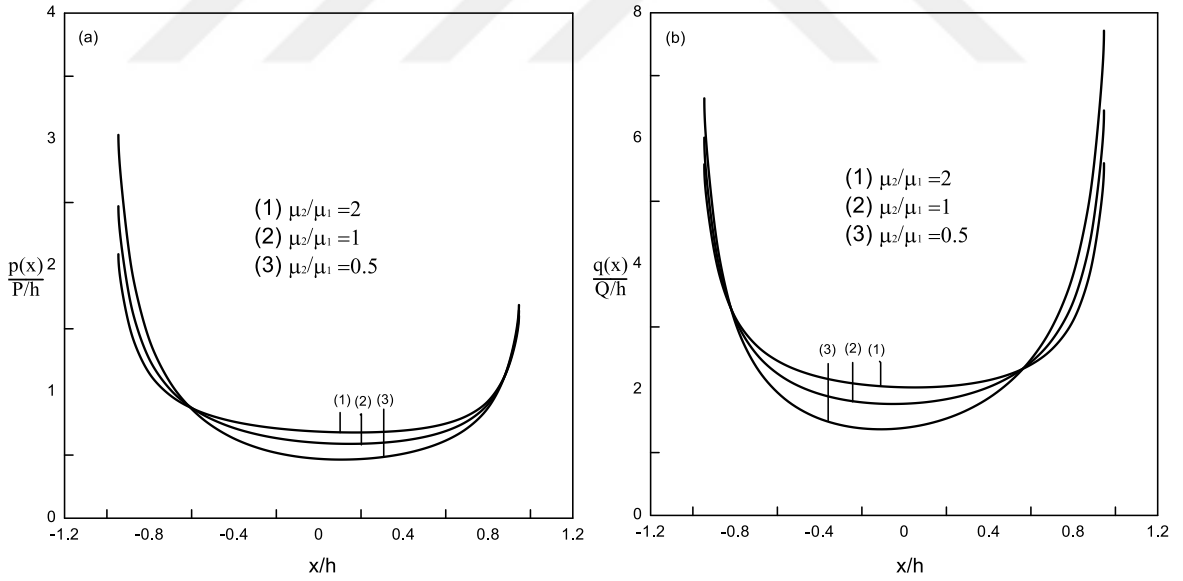 (a)
4
3
2
1
0
-1.2
-0.8
-0.4
0
0.4
0.8
1.2
x/h
p(x)
P/h
(1) μ₂/μ₁ =2
(2) μ₂/μ₁ =1
(3) μ₂/μ₁ =0.5
(1)
(2)
(3)
(b)
8
6
4
2
0
-1.2
-0.8
-0.4
0
0.4
0.8
1.2
x/h
q(x)
Q/h
(1) μ₂/μ₁ =2
(2) μ₂/μ₁ =1
(3) μ₂/μ₁ =0.5
(3)
(2)
(1)